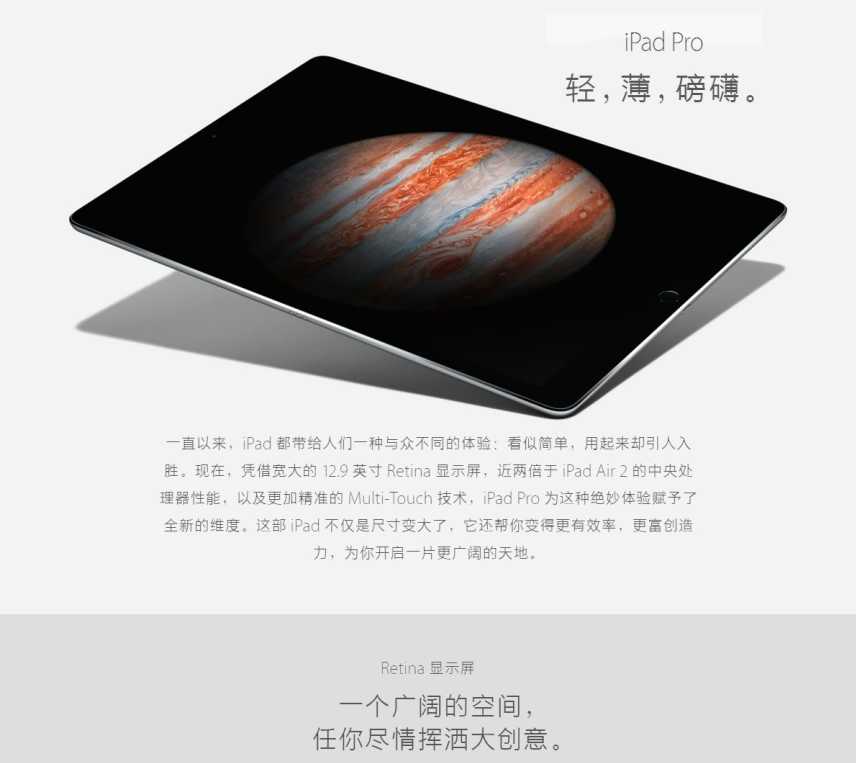 iPad Pro
轻，薄，磅礴。
一直以来，iPad 都带给人们一种与众不同的体验：看似简单，用起来却引人入
胜。现在，凭借宽大的 12.9 英寸 Retina 显示屏，近两倍于 iPad Air 2 的中央处
理器性能，以及更加精准的 Multi-Touch 技术，iPad Pro 为这种绝妙体验赋予了
全新的维度。这部 iPad 不仅是尺寸变大了，它还帮你变得更有效率，更富创造
力，为你开启一片更广阔的天地。
Retina 显示屏
一个广阔的空间，
任你尽情挥洒大创意。